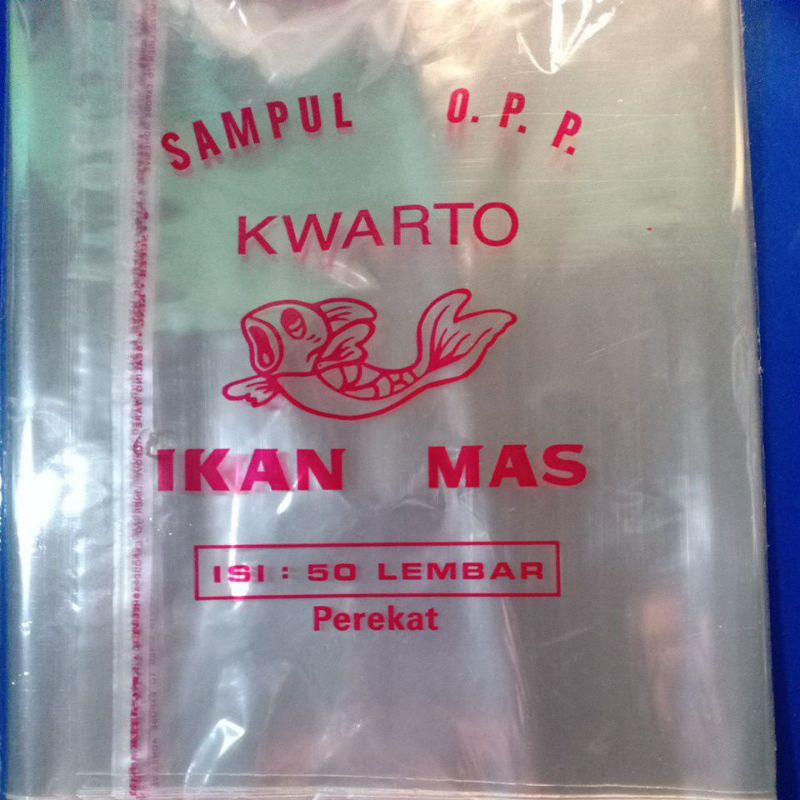 SAMPUL O.P.P.
KWARTO
IKAN MAS
ISI : 50 LEMBAR
Perekat